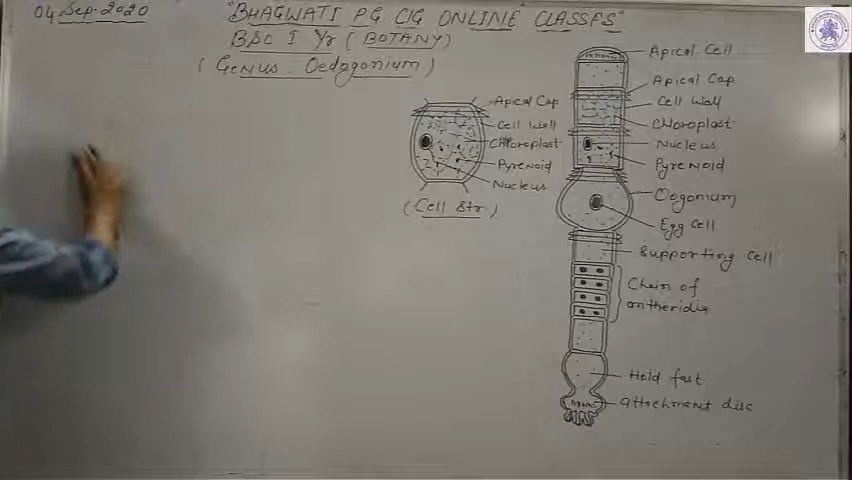 04 Sep. 2020
"BHAGWATI PG CIG ONLINE" CLASSES"
BSC I Yr (BOTANY)
(Genus Oedogonium)
Apical Cap
Cell Wall
Chloroplast
Pyrenoid
Nucleus
(Cell Str)
Apical Cell
Apical Cap
Cell Wall
Chloroplast
Nucleus
Pyrenoid
Oogonium
Egg Cell
Supporting Cell
Chain of
antheridia
Hold fast
attachment disc